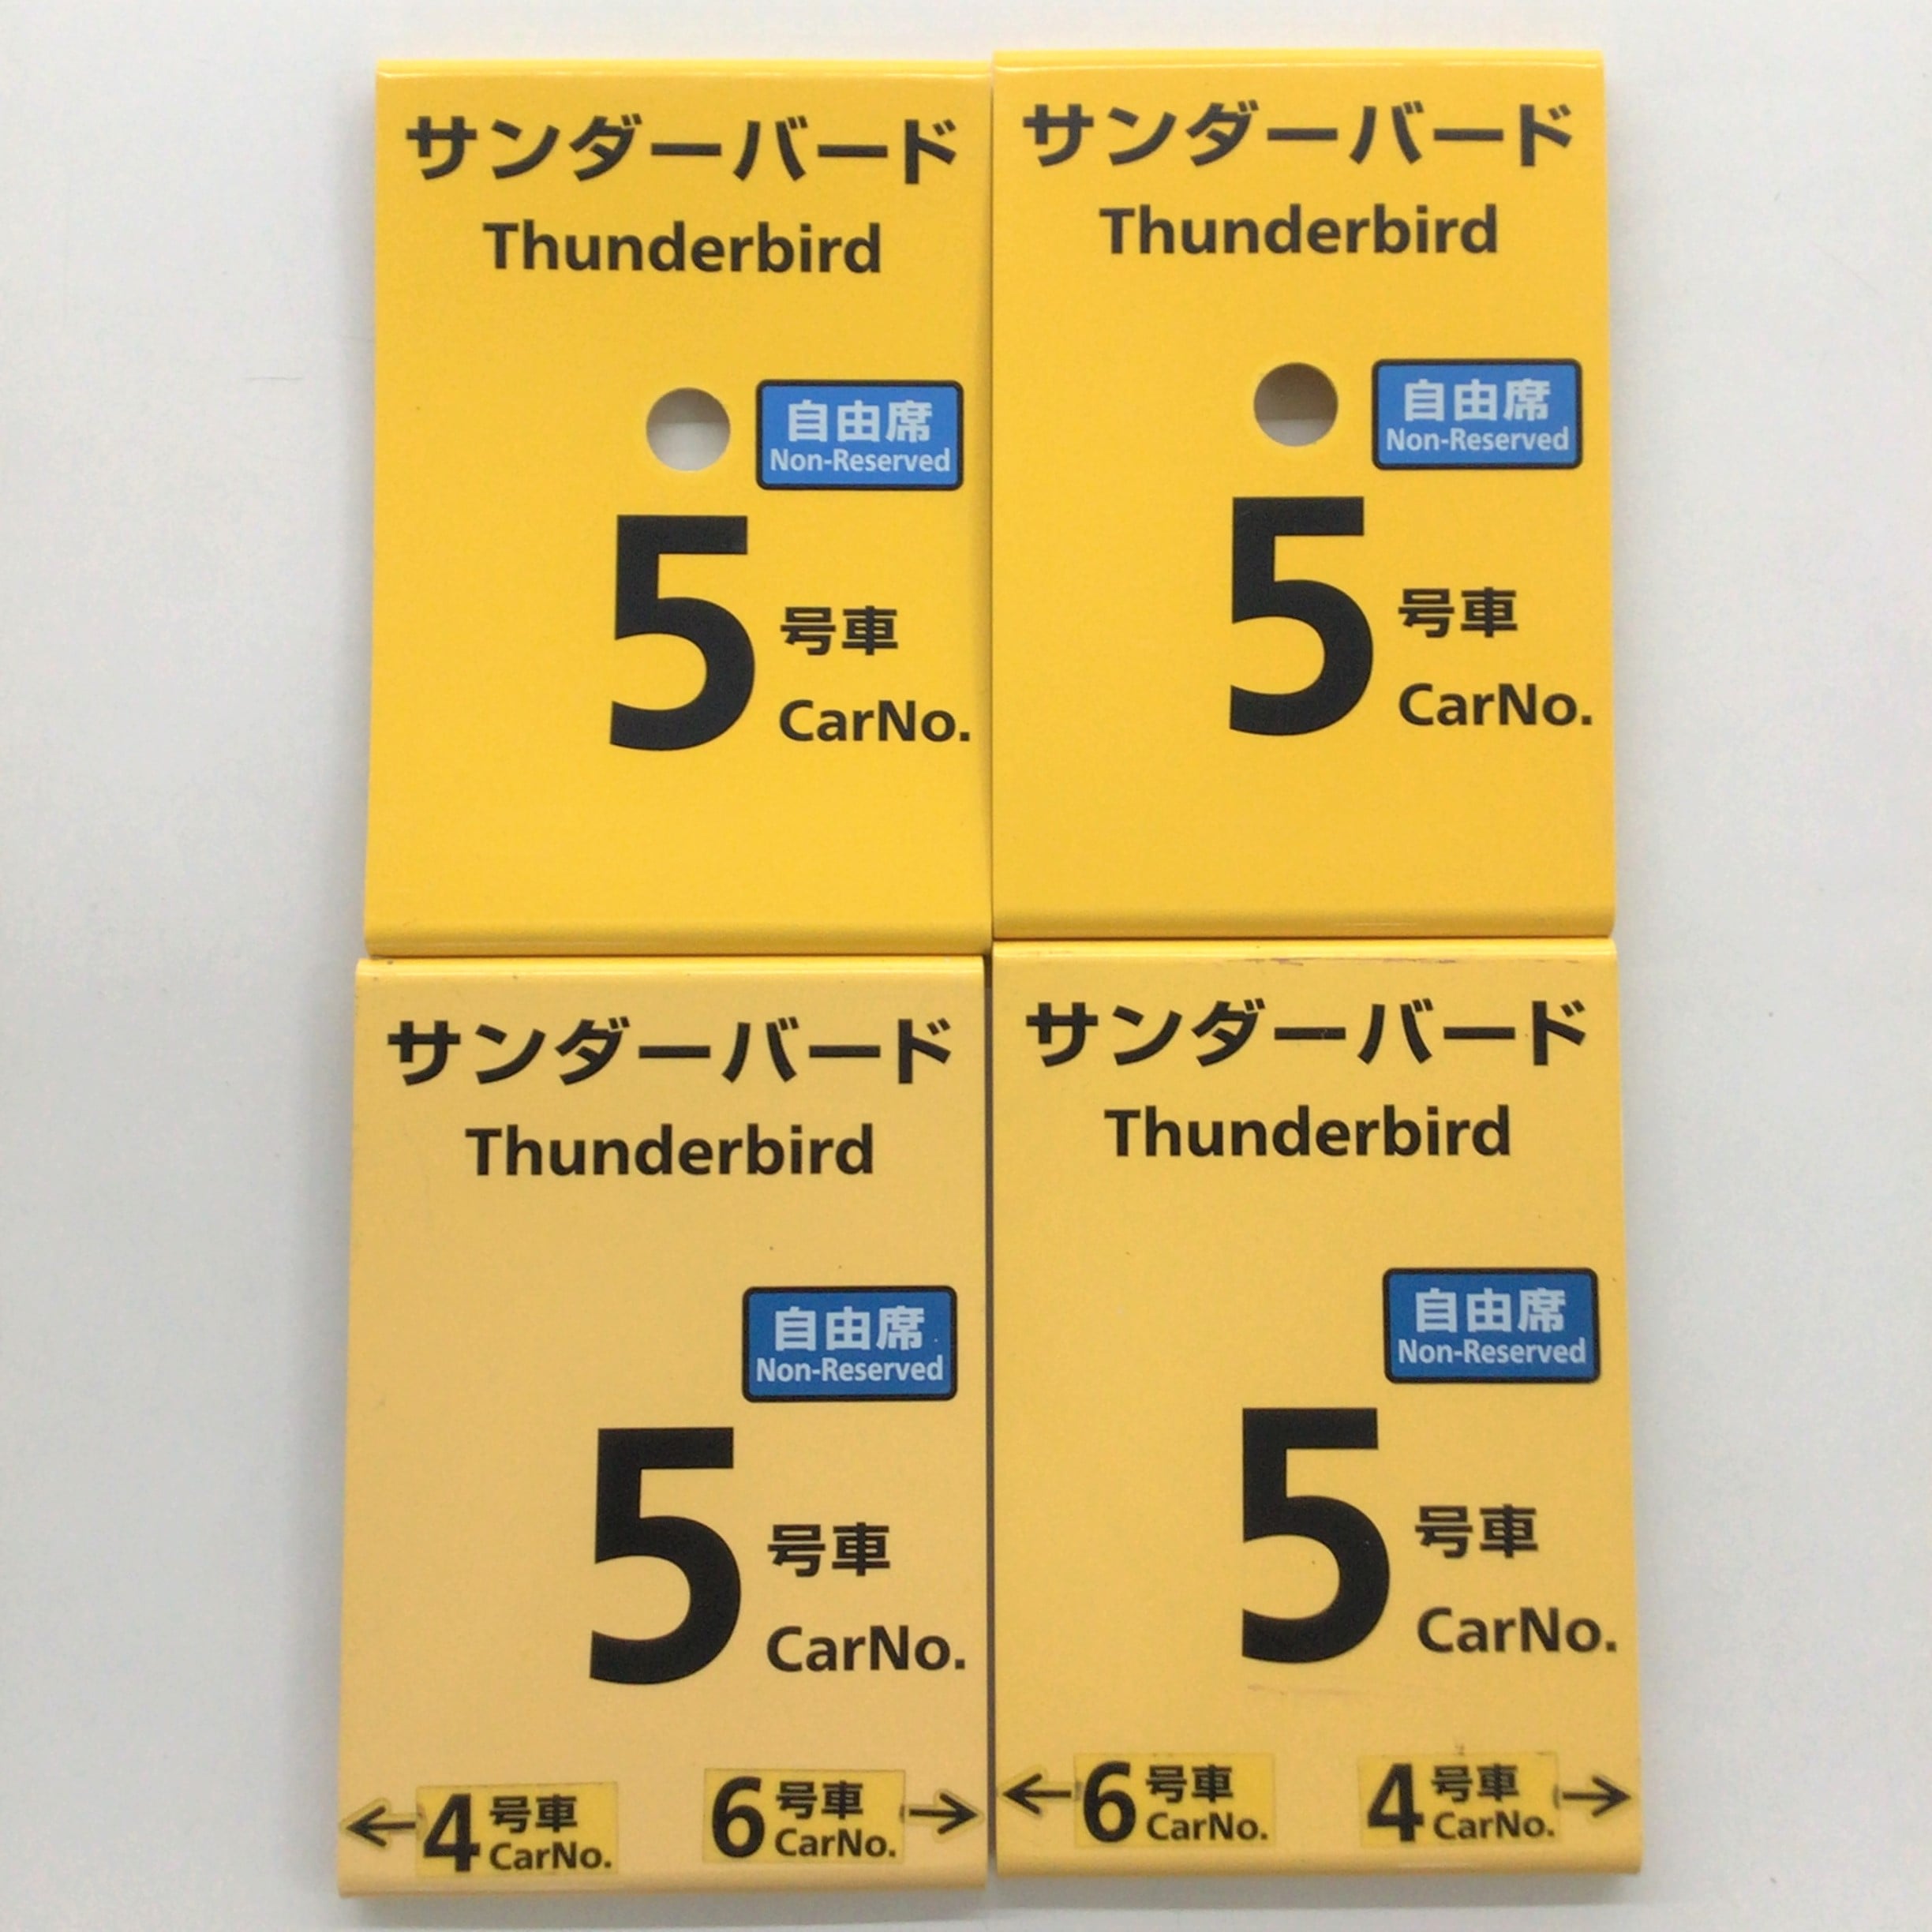 サンダーバード
Thunderbird
自由席
Non-Reserved
5 号車
CarNo.
サンダーバード
Thunderbird
自由席
Non-Reserved
5 号車
CarNo.
サンダーバード
Thunderbird
自由席
Non-Reserved
5 号車
CarNo.
←4 号車 CarNo. 6 号車 CarNo.→
サンダーバード
Thunderbird
自由席
Non-Reserved
5 号車
CarNo.
←6 号車 CarNo. 4 号車 CarNo.→